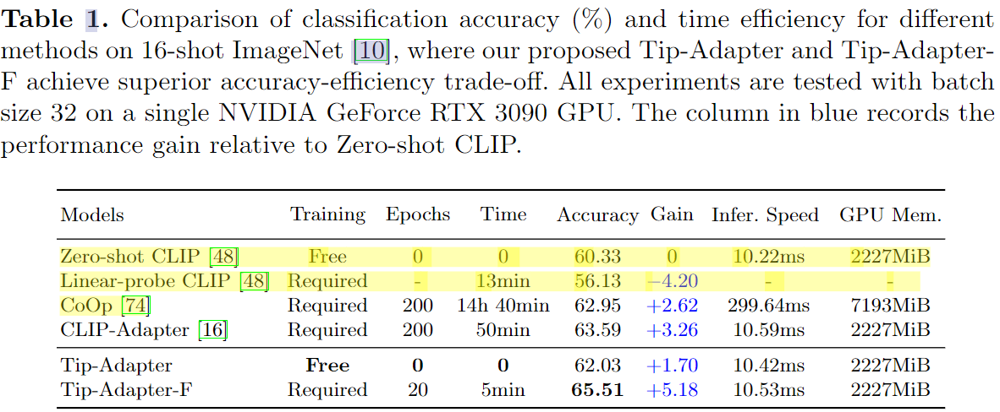 Table 1. Comparison of classification accuracy (%) and time efficiency for different
methods on 16-shot ImageNet [10], where our proposed Tip-Adapter and Tip-Adapter-
F achieve superior accuracy-efficiency trade-off. All experiments are tested with batch
size 32 on a single NVIDIA GeForce RTX 3090 GPU. The column in blue records the
performance gain relative to Zero-shot CLIP.
Models Training Epochs Time Accuracy Gain Infer. Speed GPU Mem.
Zero-shot CLIP [48] Free 0 0 60.33 0 10.22ms 2227MiB
Linear-probe CLIP [48] Required - 13min 56.13 −4.20 - -
CoOp [74] Required 200 14h 40min 62.95 +2.62 299.64ms 7193MiB
CLIP-Adapter [16] Required 200 50min 63.59 +3.26 10.59ms 2227MiB
Tip-Adapter Free 0 0 62.03 +1.70 10.42ms 2227MiB
Tip-Adapter-F Required 20 5min 65.51 +5.18 10.53ms 2227MiB